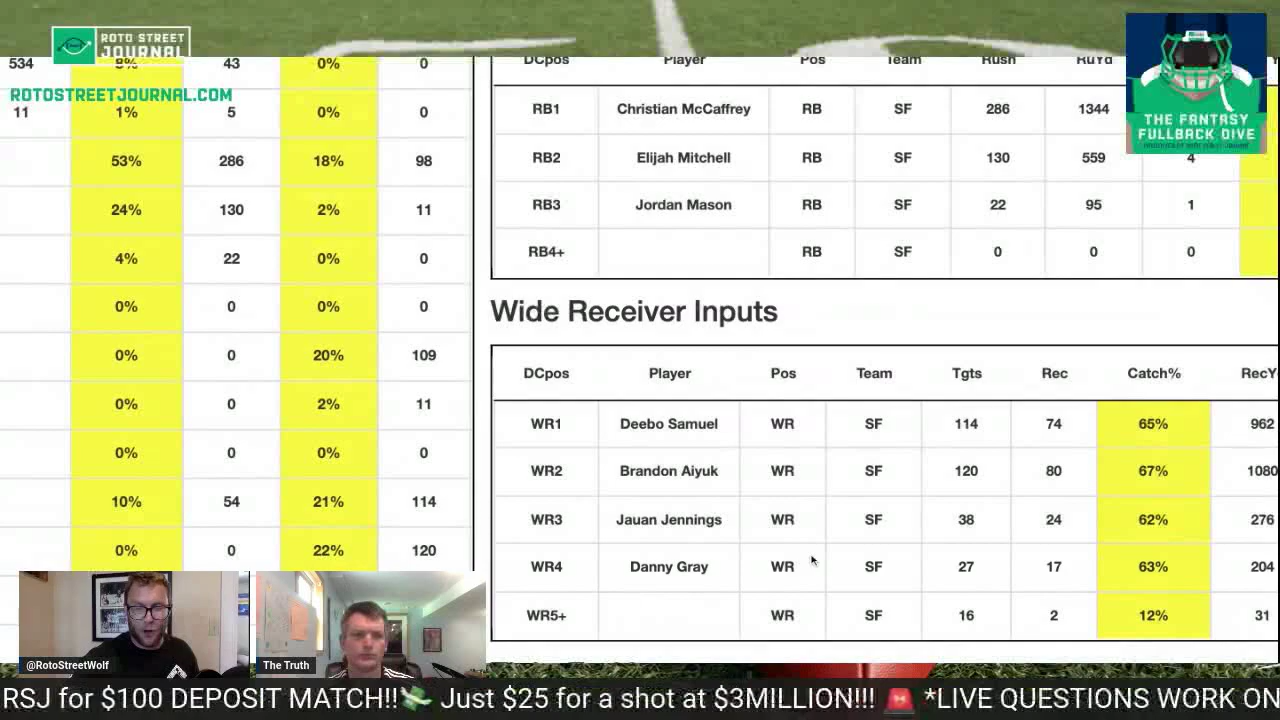 ROTO STREET
JOURNAL
ROTOSTREETJOURNAL.COM
534 8% 43 0% 0
11 1% 5 0% 0
53% 286 18% 98
24% 130 2% 11
4% 22 0% 0
0% 0 0% 0
0% 0 20% 109
0% 0 2% 11
0% 0 0% 0
10% 54 21% 114
0% 0 22% 120
DCpos Player Pos Team Rush RuYd
RB1 Christian McCaffrey RB SF 286 1344
RB2 Elijah Mitchell RB SF 130 559 4
RB3 Jordan Mason RB SF 22 95 1
RB4+ RB SF 0 0 0
THE FANTASY
FULLBACK DIVE
Wide Receiver Inputs
DCpos Player Pos Team Tgts Rec Catch% RecY
WR1 Deebo Samuel WR SF 114 74 65% 962
WR2 Brandon Aiyuk WR SF 120 80 67% 1080
WR3 Jauan Jennings WR SF 38 24 62% 276
WR4 Danny Gray WR SF 27 17 63% 204
WR5+ WR SF 16 2 12% 31
@RotoStreetWolf
The Truth
RSJ for $100 DEPOSIT MATCH!!💸 Just $25 for a shot at $3MILLION!!! 🚨 *LIVE QUESTIONS WORK ON